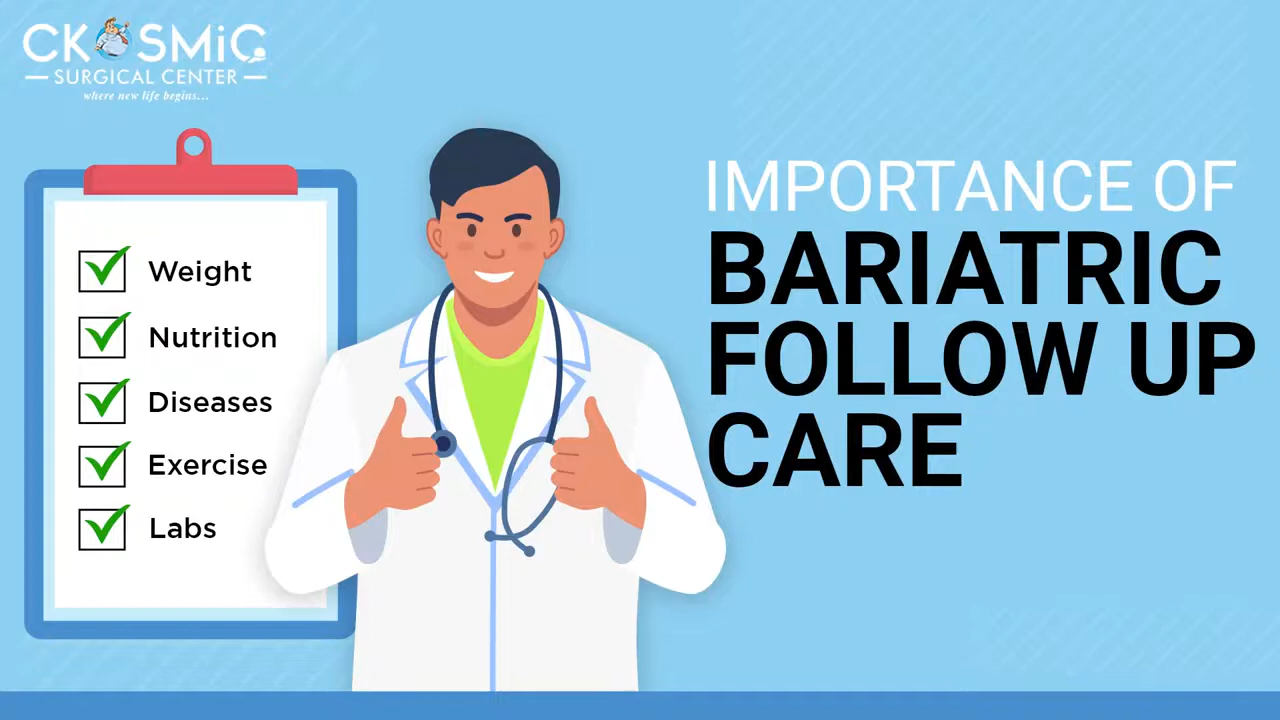 CKOSMiC
SURGICAL CENTER
where new life begins...
IMPORTANCE OF
BARIATRIC
FOLLOW UP
CARE
Weight
Nutrition
Diseases
Exercise
Labs